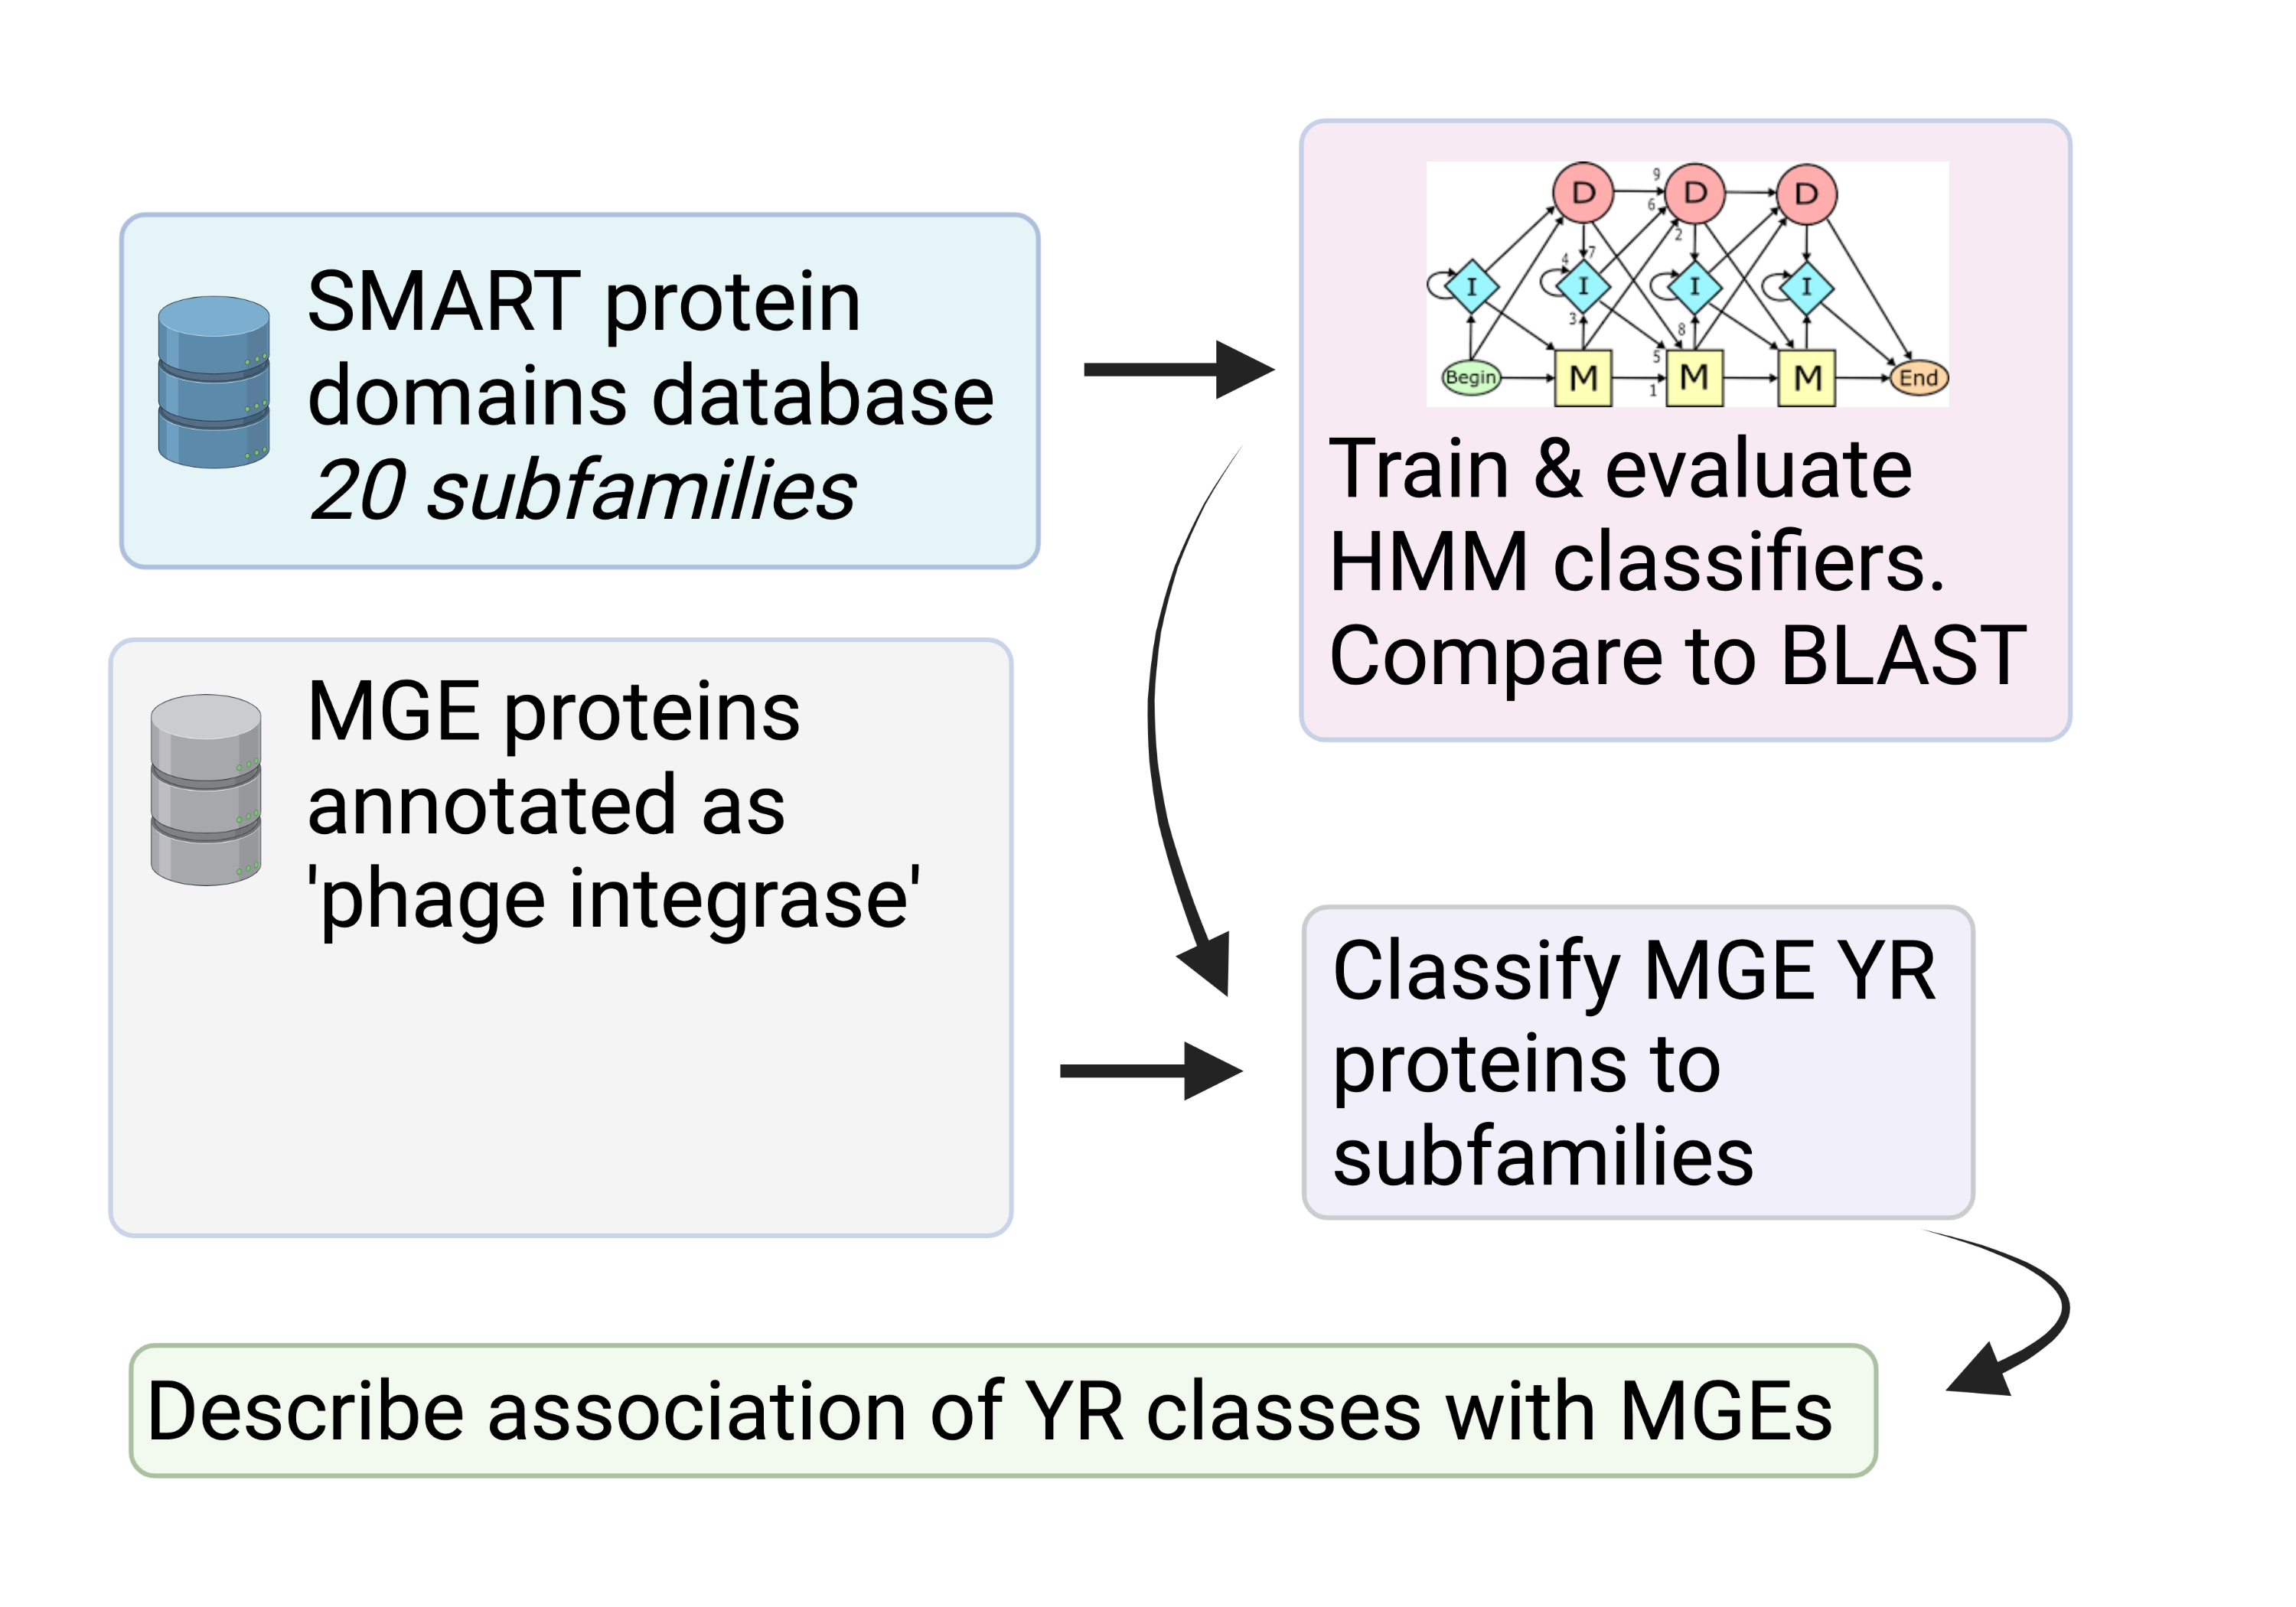 SMART protein
domains database
20 subfamilies
MGE proteins
annotated as
'phage integrase'
D 9 D D
6
2
7
4
I I I I
3
8
5
Begin M M M End
1
Train & evaluate
HMM classifiers.
Compare to BLAST
Classify MGE YR
proteins to
subfamilies
Describe association of YR classes with MGEs